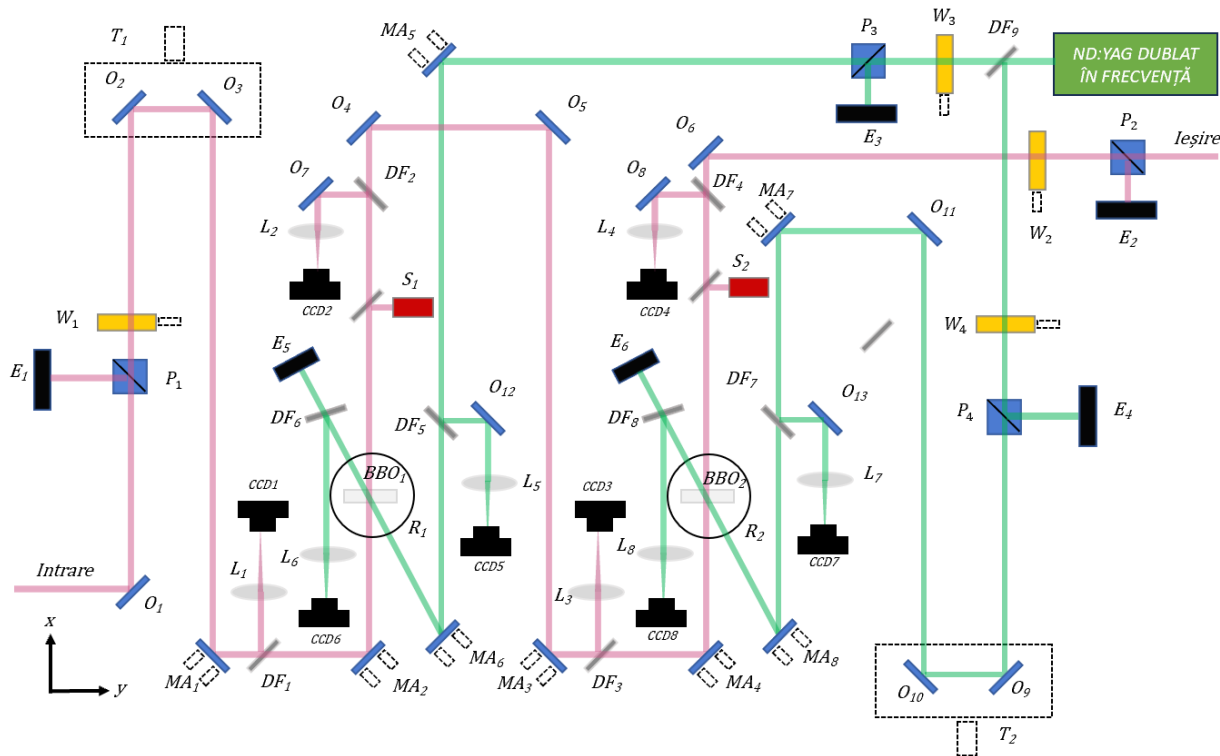 T₁
MA₅
P₃
W₃
DF₉
ND:YAG DUBLAT
ÎN FRECVENȚĂ
O₂
O₃
O₄
O₅
O₆
E₃
P₂
Ieșire
O₇
DF₂
O₈
DF₄
MA₇
O₁₁
W₂
E₂
L₂
L₄
S₁
S₂
CCD2
CCD4
W₁
W₄
E₁
P₁
E₅
E₆
O₁₂
DF₇
O₁₃
DF₆
DF₅
DF₈
P₄
E₄
CCD1
BBO₁
L₅
CCD3
BBO₂
L₇
R₁
R₂
L₆
L₈
CCD5
CCD7
Intrare
L₁
L₃
O₁
CCD6
CCD8
x
MA₆
MA₈
MA₁
DF₁
MA₂
MA₃
DF₃
MA₄
y
O₁₀
O₉
T₂